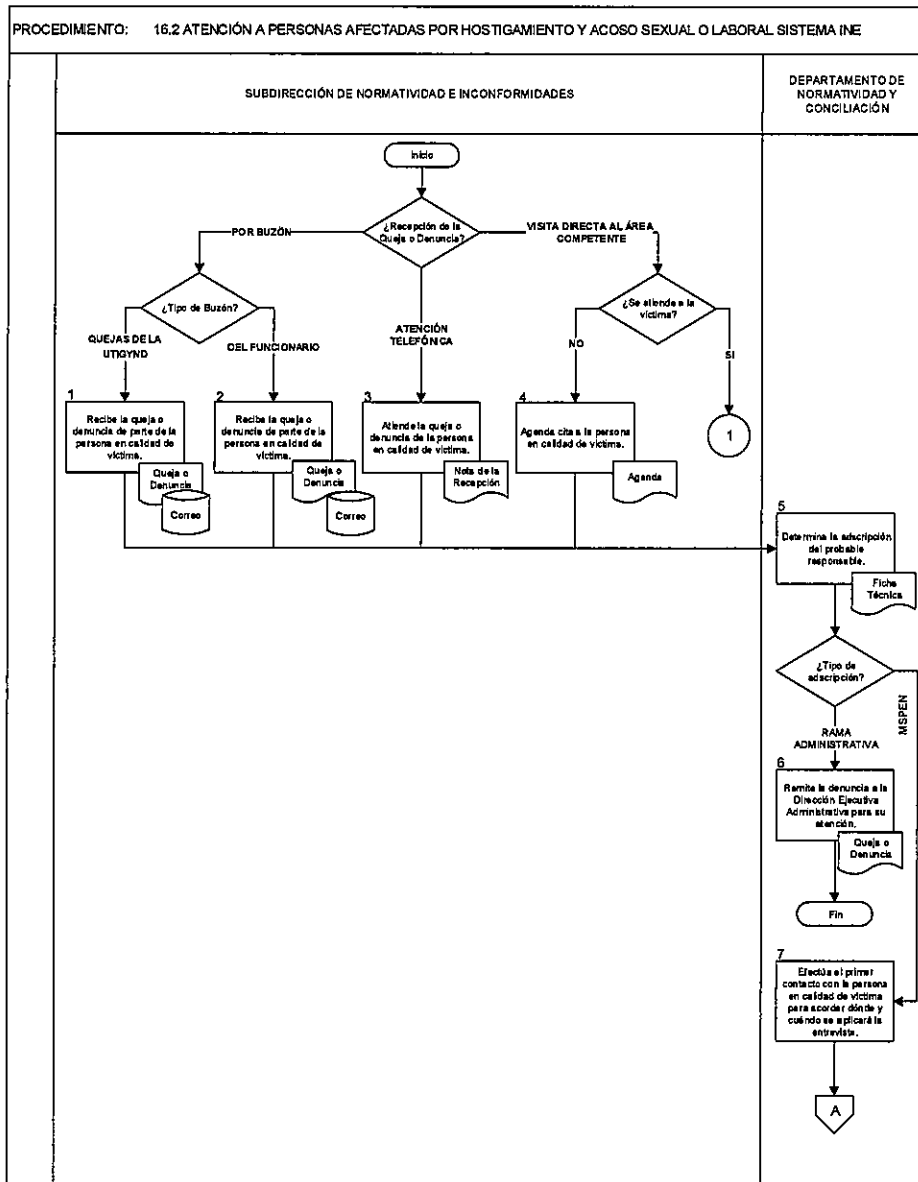 PROCEDIMIENTO: 16.2 ATENCIÓN A PERSONAS AFECTADAS POR HOSTIGAMIENTO Y ACOSO SEXUAL O LABORAL SISTEMA INE
SUBDIRECCIÓN DE NORMATIVIDAD E INCONFORMIDADES
DEPARTAMENTO DE
NORMATIVIDAD Y
CONCILIACIÓN
Inicio
¿Recepción de la
Queja o Denuncia?
POR BUZÓN
VISITA DIRECTA AL ÁREA
COMPETENTE
¿Tipo de Buzón?
¿Se atiende a la
víctima?
QUEJAS DE LA
UTIGYND
DEL FUNCIONARIO
ATENCIÓN
TELEFÓNICA
NO
SI
1
Recibe la queja o
denuncia de parte de la
persona en calidad de
víctima.
Queja o
Denuncia
Correo
2
Recibe la queja o
denuncia de parte de la
persona en calidad de
víctima.
Queja o
Denuncia
Correo
3
Atiende la queja o
denuncia de la persona
en calidad de víctima.
Nota de la
Recepción
4
Agenda cita a la persona
en calidad de víctima.
Agenda
1
5
Determina la adscripción
del probable
responsable.
Ficha
Técnica
¿Tipo de
adscripción?
MSPEN
RAMA
ADMINISTRATIVA
6
Remite la denuncia a la
Dirección Ejecutiva
Administrativa para su
atención.
Queja o
Denuncia
Fin
7
Efectúa el primer
contacto con la persona
en calidad de víctima
para acordar dónde y
cuándo se aplicará la
entrevista.
A